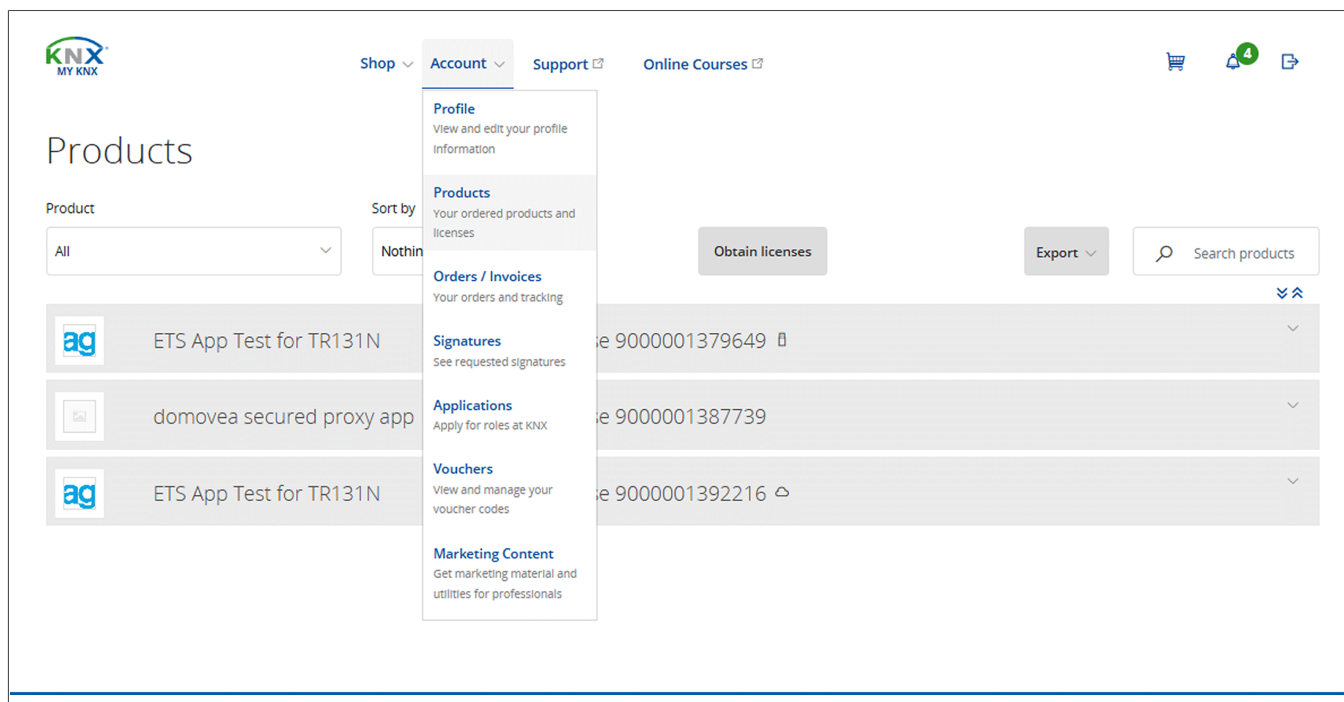 KNX
MY KNX
Shop
Account
Support
Online Courses
4
Profile
View and edit your profile
information
Products
Your ordered products and
licenses
Orders / Invoices
Your orders and tracking
Signatures
See requested signatures
Applications
Apply for roles at KNX
Vouchers
View and manage your
voucher codes
Marketing Content
Get marketing material and
utilities for professionals
Products
Product
Sort by
All
Nothin
Obtain licenses
Export
Search products
ag
ETS App Test for TR131N
se 9000001379649
domovea secured proxy app
se 9000001387739
ag
ETS App Test for TR131N
se 9000001392216